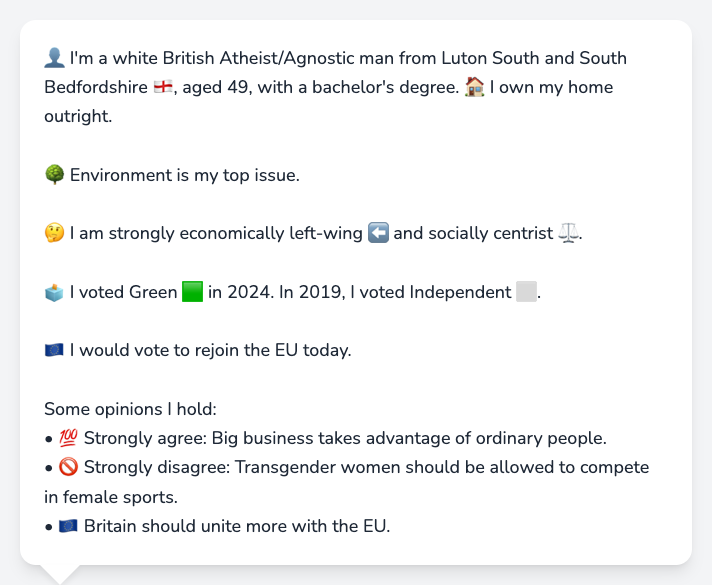 👤 I'm a white British Atheist/Agnostic man from Luton South and South
Bedfordshire 🏴󠁧󠁢󠁥󠁮󠁧󠁿, aged 49, with a bachelor's degree. 🏠 I own my home
outright.
🌳 Environment is my top issue.
🤔 I am strongly economically left-wing ⬅️ and socially centrist ⚖️.
🗳️ I voted Green 🟩 in 2024. In 2019, I voted Independent ⬜.
🇪🇺 I would vote to rejoin the EU today.
Some opinions I hold:
• 💯 Strongly agree: Big business takes advantage of ordinary people.
• 🚫 Strongly disagree: Transgender women should be allowed to compete
in female sports.
• 🇪🇺 Britain should unite more with the EU.